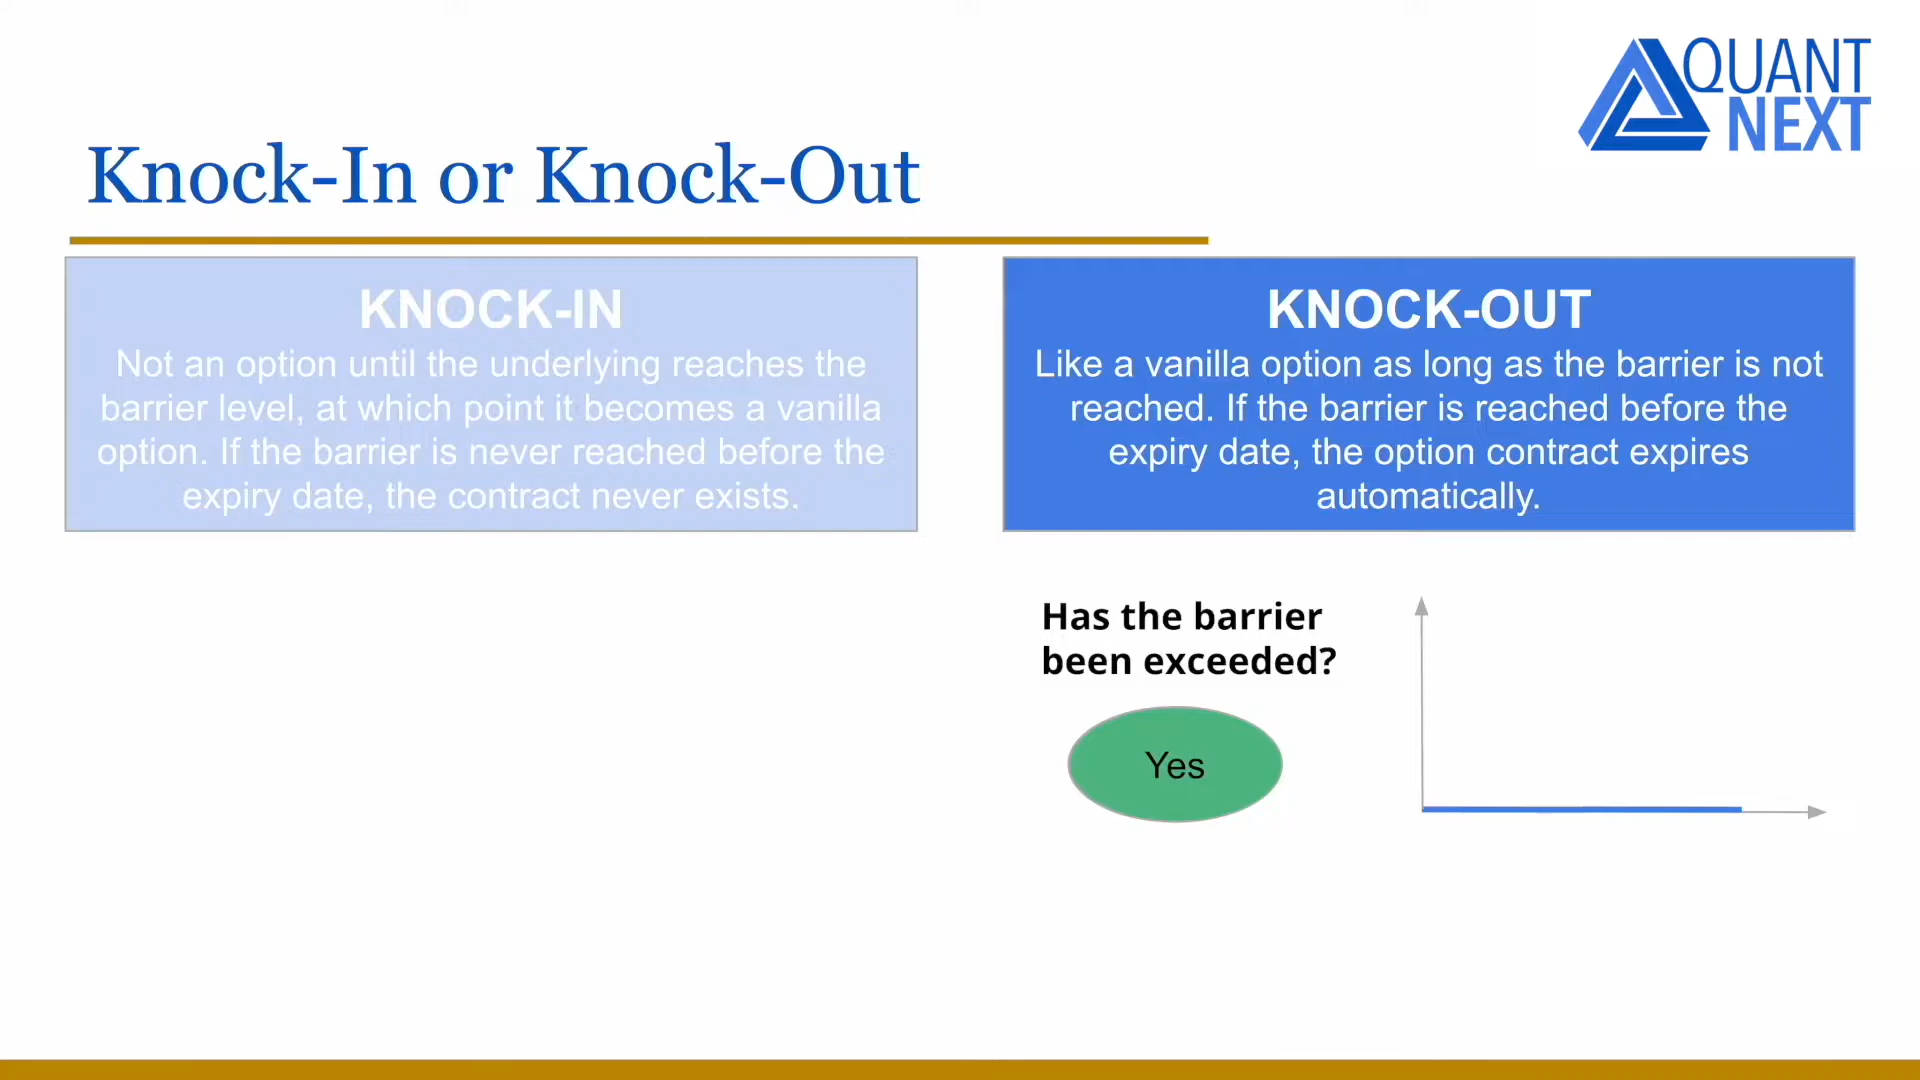 QUANT
NEXT
Knock-In or Knock-Out
KNOCK-IN
Not an option until the underlying reaches the
barrier level, at which point it becomes a vanilla
option. If the barrier is never reached before the
expiry date, the contract never exists.
KNOCK-OUT
Like a vanilla option as long as the barrier is not
reached. If the barrier is reached before the
expiry date, the option contract expires
automatically.
Has the barrier
been exceeded?
Yes